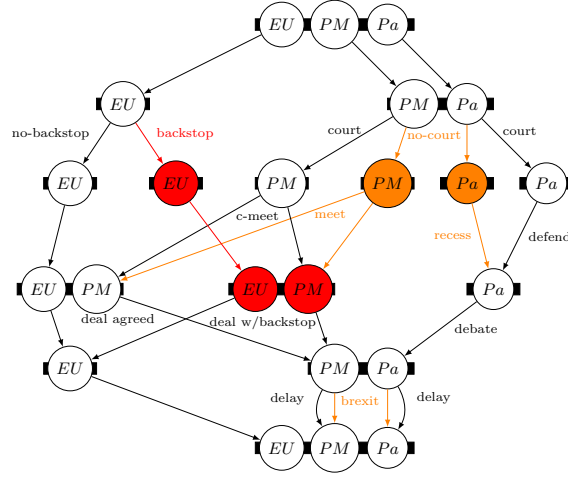 EU PM Pa
EU PM Pa
no-backstop backstop court no-court court
EU EU PM PM Pa Pa
c-meet meet recess defend
EU PM EU PM Pa
deal agreed deal w/backstop debate
EU PM Pa
delay brexit delay
EU PM Pa